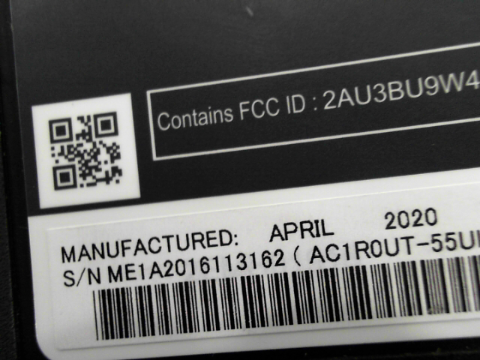 Contains FCC ID : 2AU3BU9W4
MANUFACTURED: APRIL 2020
S/N ME1A2016113162 ( AC1R0UT-55U